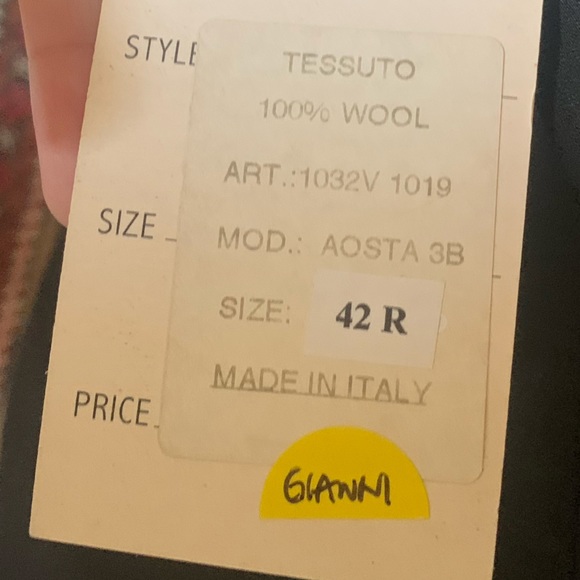 STYLE
TESSUTO
100% WOOL
ART.:1032V 1019
SIZE
MOD.: AOSTA 3B
SIZE: 42 R
MADE IN ITALY
PRICE
GIANNI